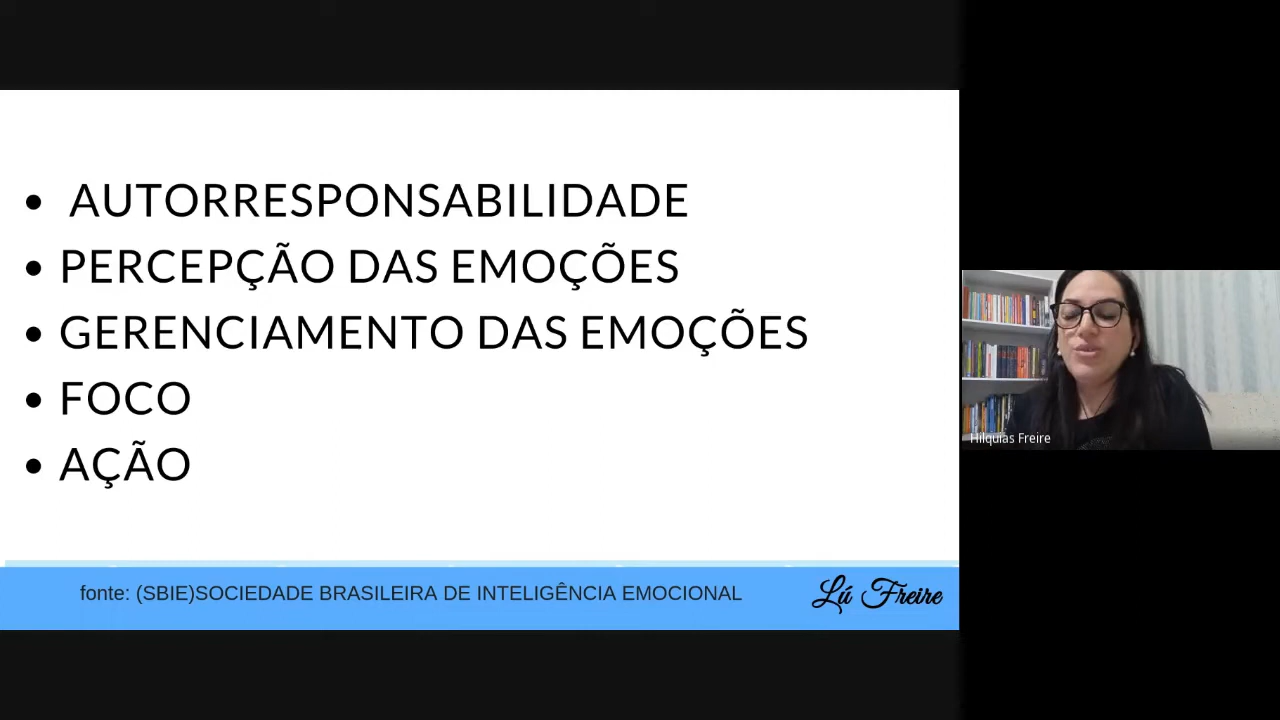 • AUTORRESPONSABILIDADE
• PERCEPÇÃO DAS EMOÇÕES
• GERENCIAMENTO DAS EMOÇÕES
• FOCO
• AÇÃO
fonte: (SBIE)SOCIEDADE BRASILEIRA DE INTELIGÊNCIA EMOCIONAL
Lú Freire
Hilquias Freire